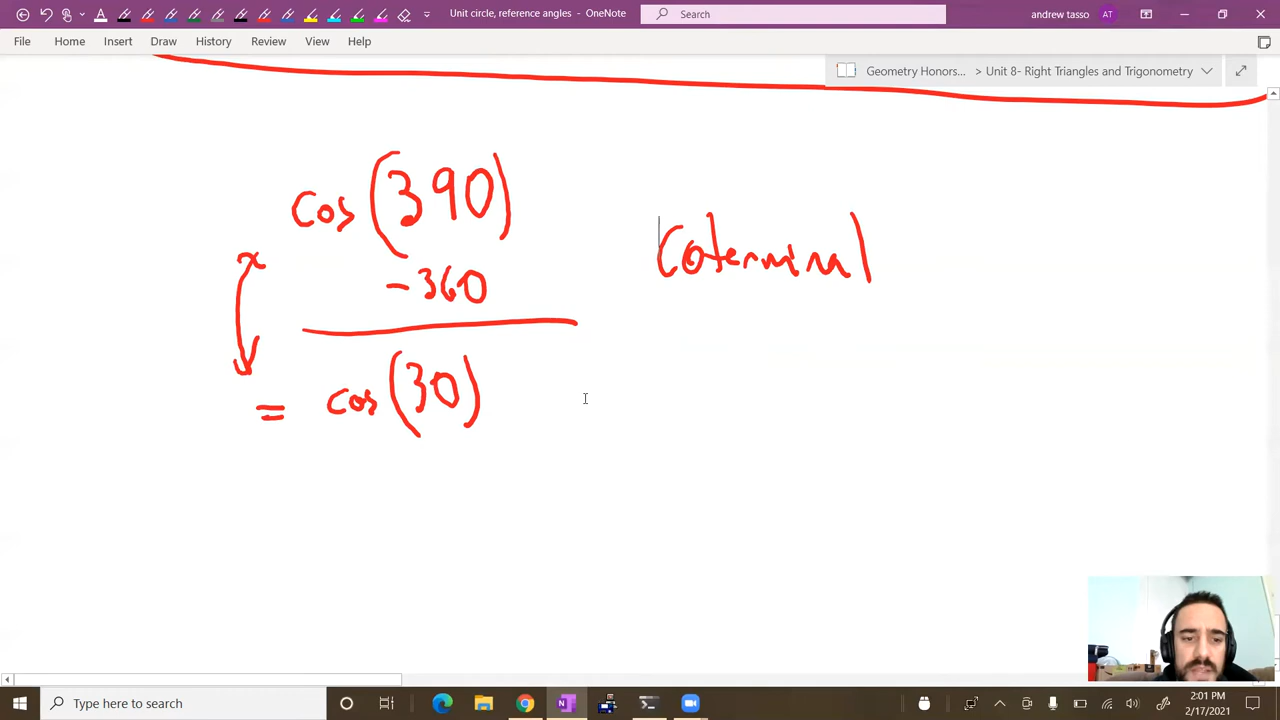 Unit circle, reference angles - OneNote
Search
andrew tasso
AT
File Home Insert Draw History Review View Help
Geometry Honors... > Unit 8- Right Triangles and Trigonometry
cos(390)
Coterminal
x
-360
= cos(30)
Type here to search
2:01 PM
2/17/2021